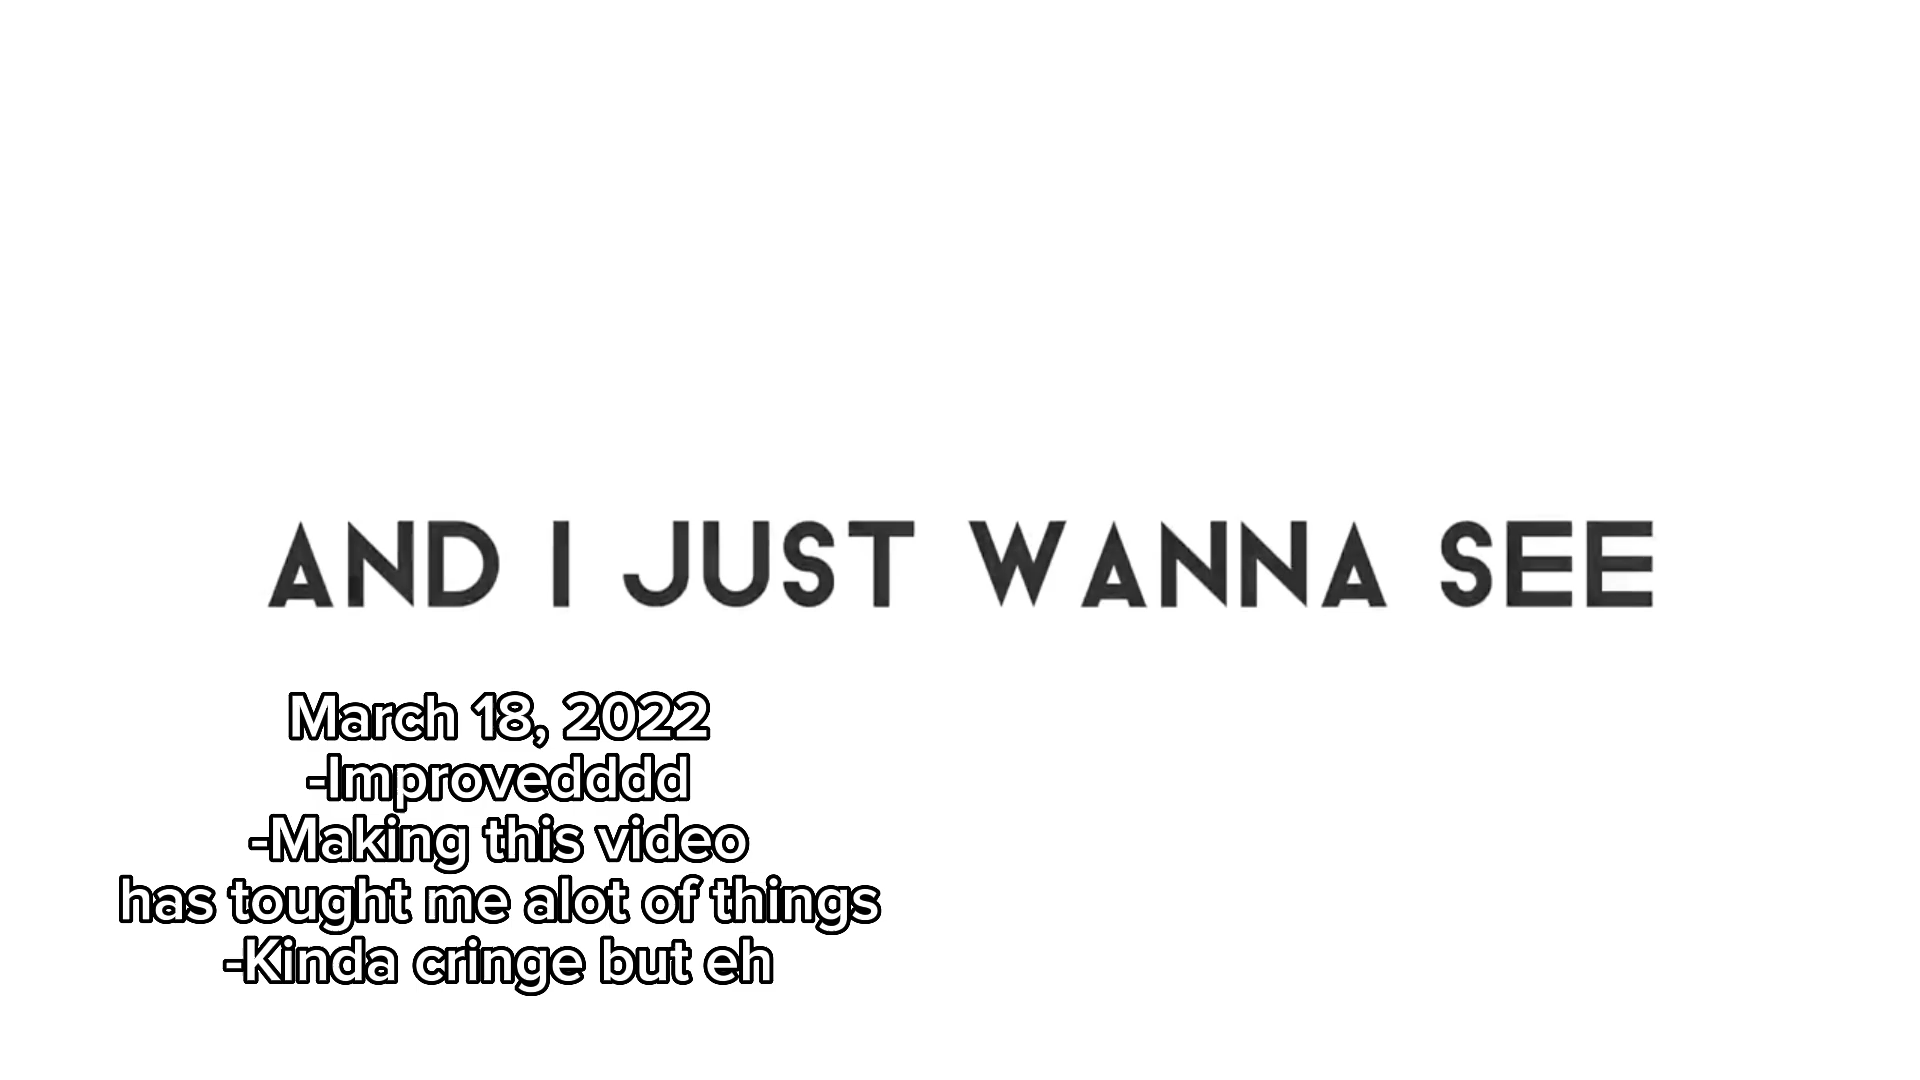 AND I JUST WANNA SEE
March 18, 2022
-Improvedddd
-Making this video
has tought me alot of things
-Kinda cringe but eh